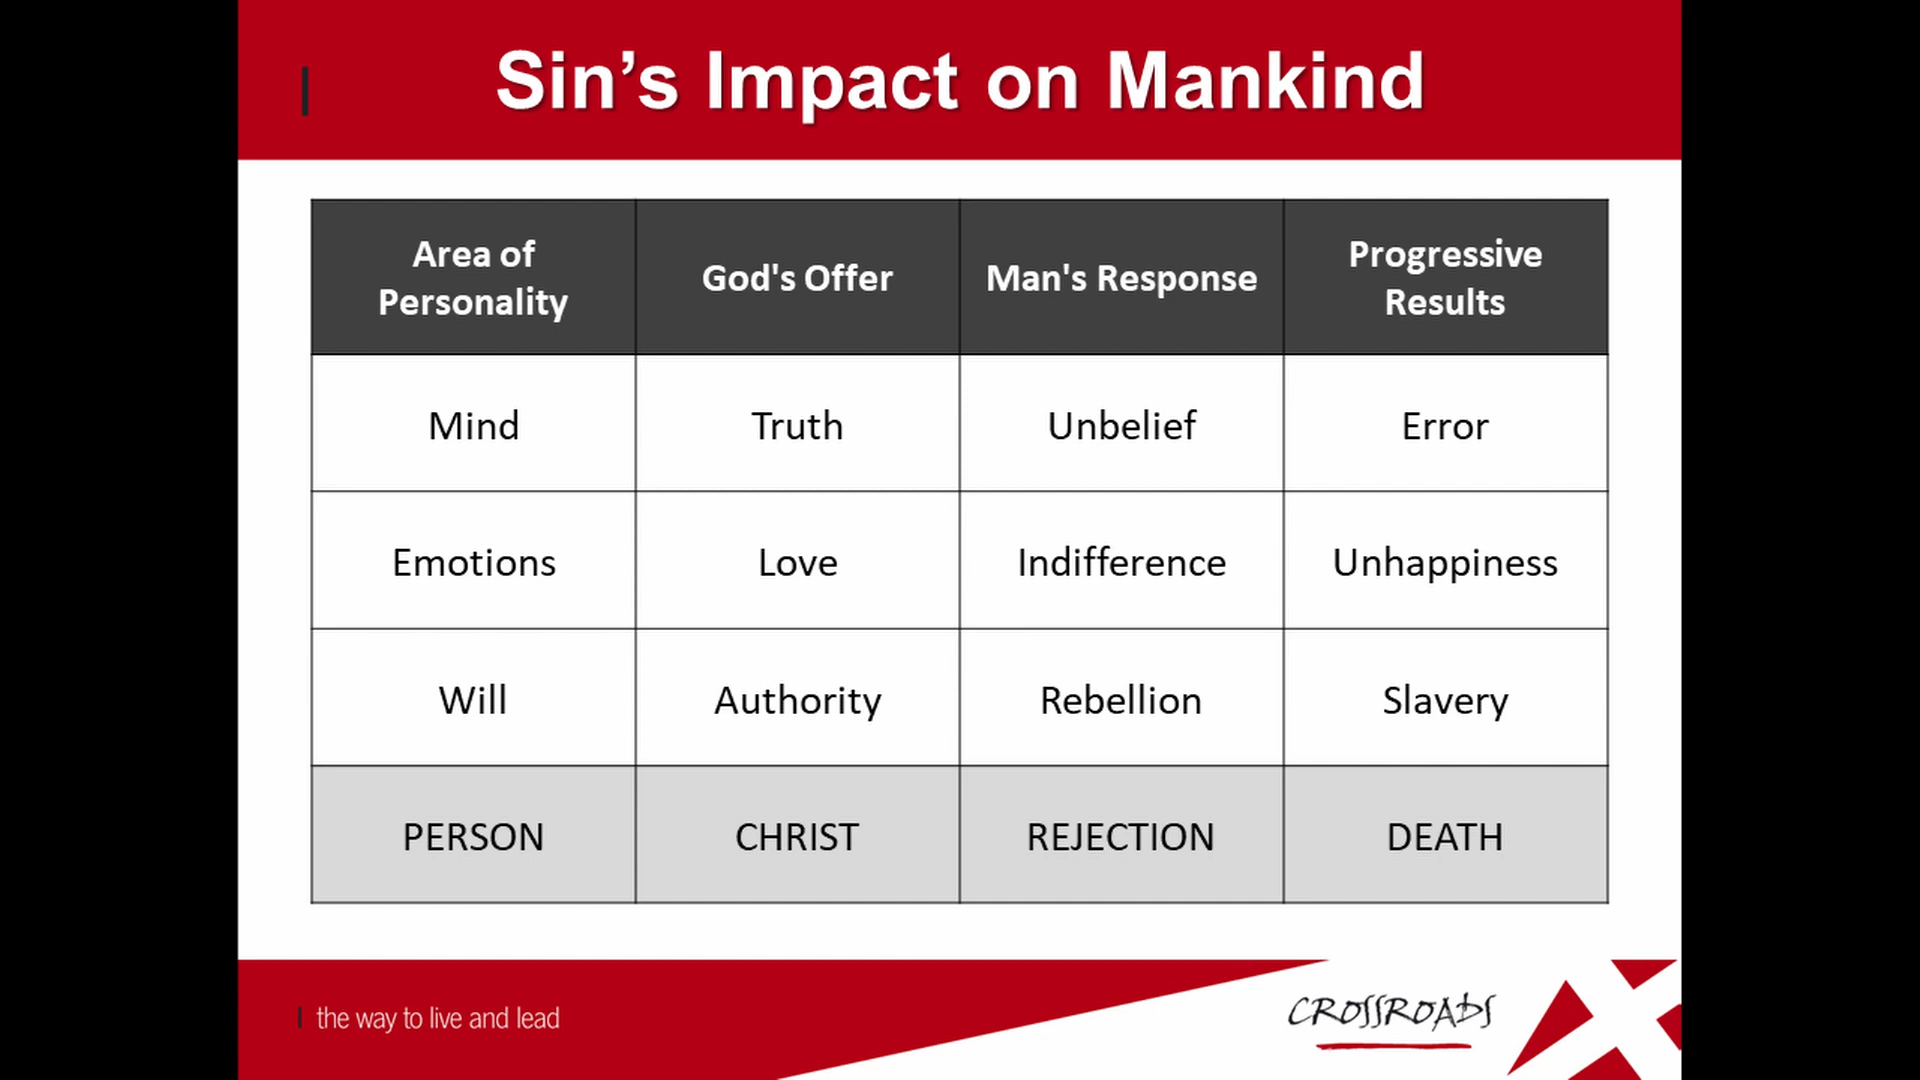 Sin’s Impact on Mankind
Area of
Personality
God's Offer
Man's Response
Progressive
Results
Mind
Truth
Unbelief
Error
Emotions
Love
Indifference
Unhappiness
Will
Authority
Rebellion
Slavery
PERSON
CHRIST
REJECTION
DEATH
the way to live and lead
CROSSROADS